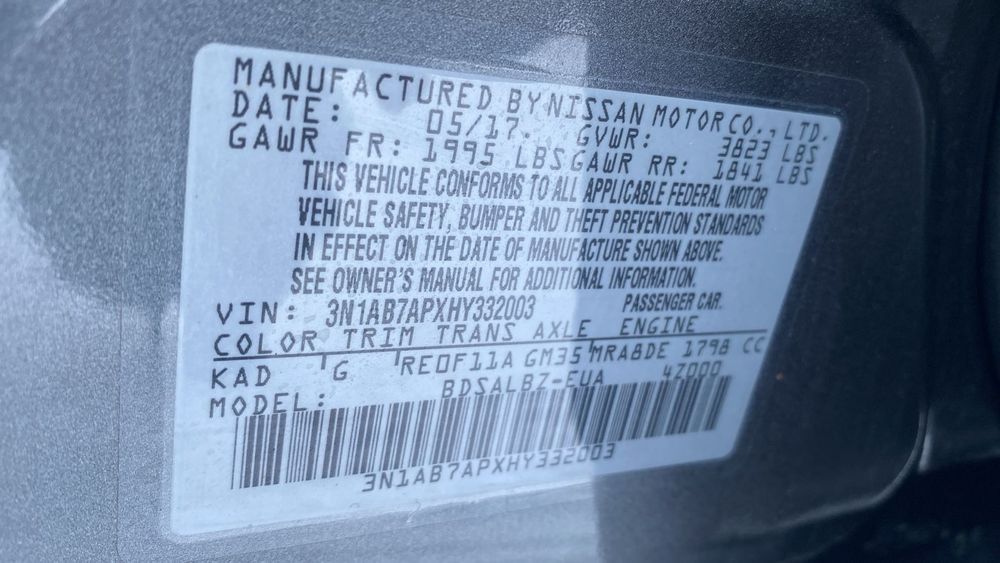 MANUFACTURED BY NISSAN MOTOR CO., LTD.
DATE: 05/17. GVWR: 3823 LBS
GAWR FR: 1995 LBS GAWR RR: 1841 LBS
THIS VEHICLE CONFORMS TO ALL APPLICABLE FEDERAL MOTOR
VEHICLE SAFETY, BUMPER AND THEFT PREVENTION STANDARDS
IN EFFECT ON THE DATE OF MANUFACTURE SHOWN ABOVE.
SEE OWNER'S MANUAL FOR ADDITIONAL INFORMATION.
VIN: 3N1AB7APXHY332003 PASSENGER CAR.
COLOR TRIM TRANS AXLE ENGINE
KAD G RE0F11A GM35 MRA8DE 1798 CC
MODEL: BDSALBZ-EUA 4Z000
3N1AB7APXHY332003